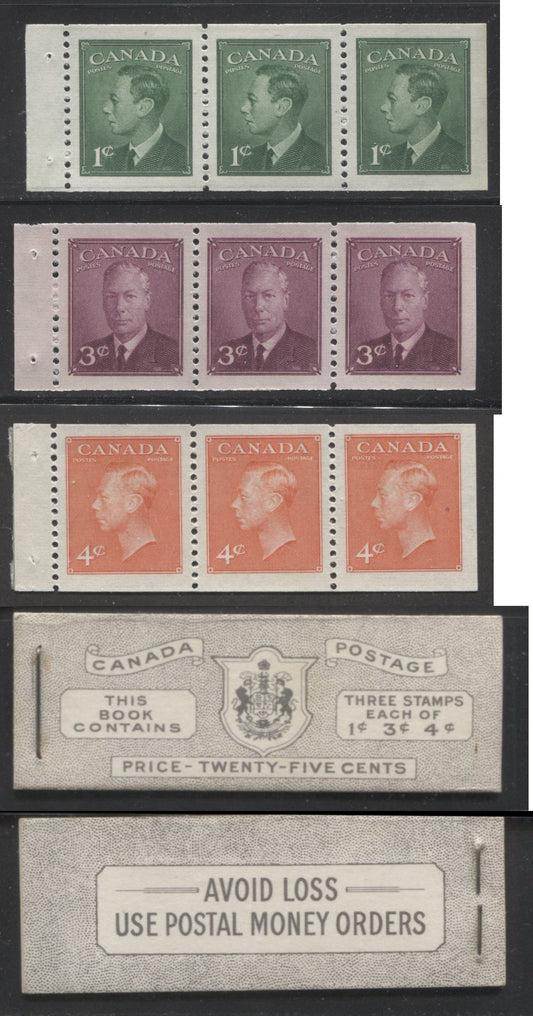 CANADA CANADA CANADA
POSTES POSTAGE POSTES POSTAGE POSTES POSTAGE
1¢ 1¢ 1¢
CANADA CANADA CANADA
POSTES POSTAGE POSTES POSTAGE POSTES POSTAGE
3¢ 3¢ 3¢
CANADA CANADA CANADA
POSTES POSTAGE POSTES POSTAGE POSTES POSTAGE
4¢ 4¢ 4¢
CANADA POSTAGE
THIS
BOOK
CONTAINS
THREE STAMPS
EACH OF
1¢ 3¢ 4¢
PRICE - TWENTY-FIVE CENTS
AVOID LOSS
USE POSTAL MONEY ORDERS